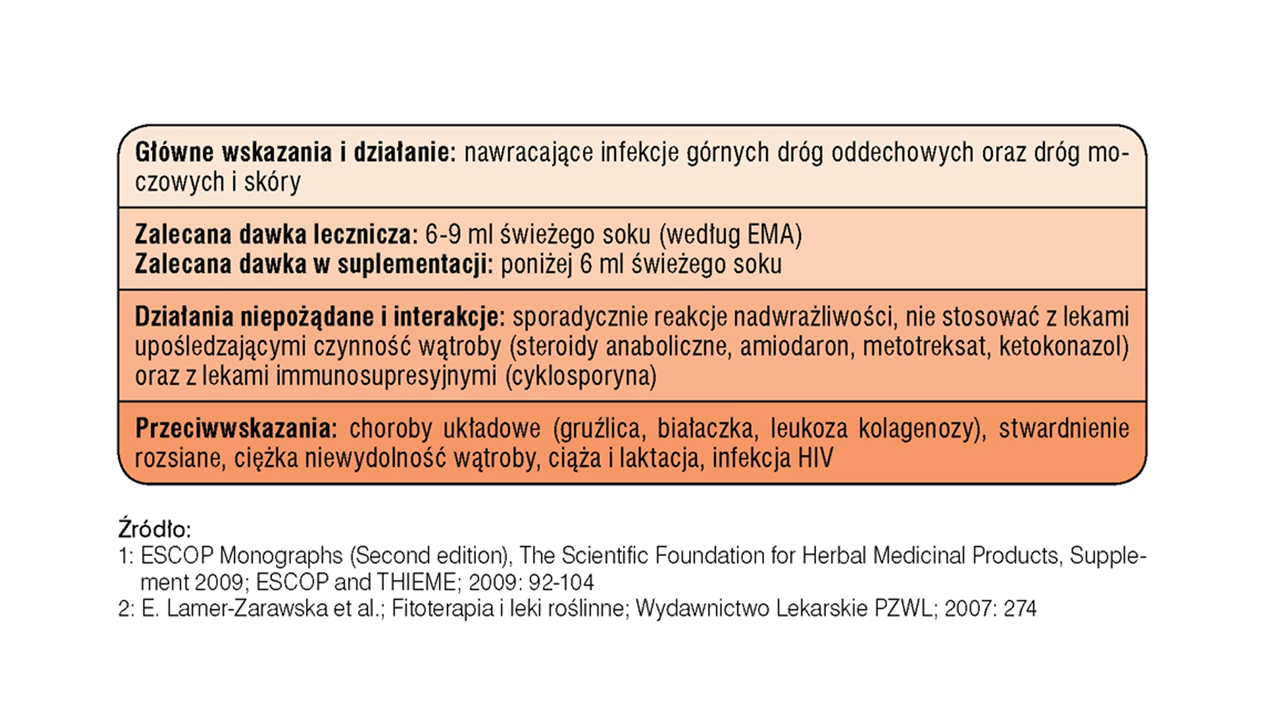 Główne wskazania i działanie: nawracające infekcje górnych dróg oddechowych oraz dróg mo-
czowych i skóry
Zalecana dawka lecznicza: 6-9 ml świeżego soku (według EMA)
Zalecana dawka w suplementacji: poniżej 6 ml świeżego soku
Działania niepożądane i interakcje: sporadycznie reakcje nadwrażliwości, nie stosować z lekami
upośledzającymi czynność wątroby (steroidy anaboliczne, amiodaron, metotreksat, ketokonazol)
oraz z lekami immunosupresyjnymi (cyklosporyna)
Przeciwwskazania: choroby układowe (gruźlica, białaczka, leukoza kolagenozy), stwardnienie
rozsiane, ciężka niewydolność wątroby, ciąża i laktacja, infekcja HIV
Źródło:
1: ESCOP Monographs (Second edition), The Scientific Foundation for Herbal Medicinal Products, Supple-
ment 2009; ESCOP and THIEME; 2009: 92-104
2: E. Lamer-Zarawska et al.; Fitoterapia i leki roślinne; Wydawnictwo Lekarskie PZWL; 2007: 274